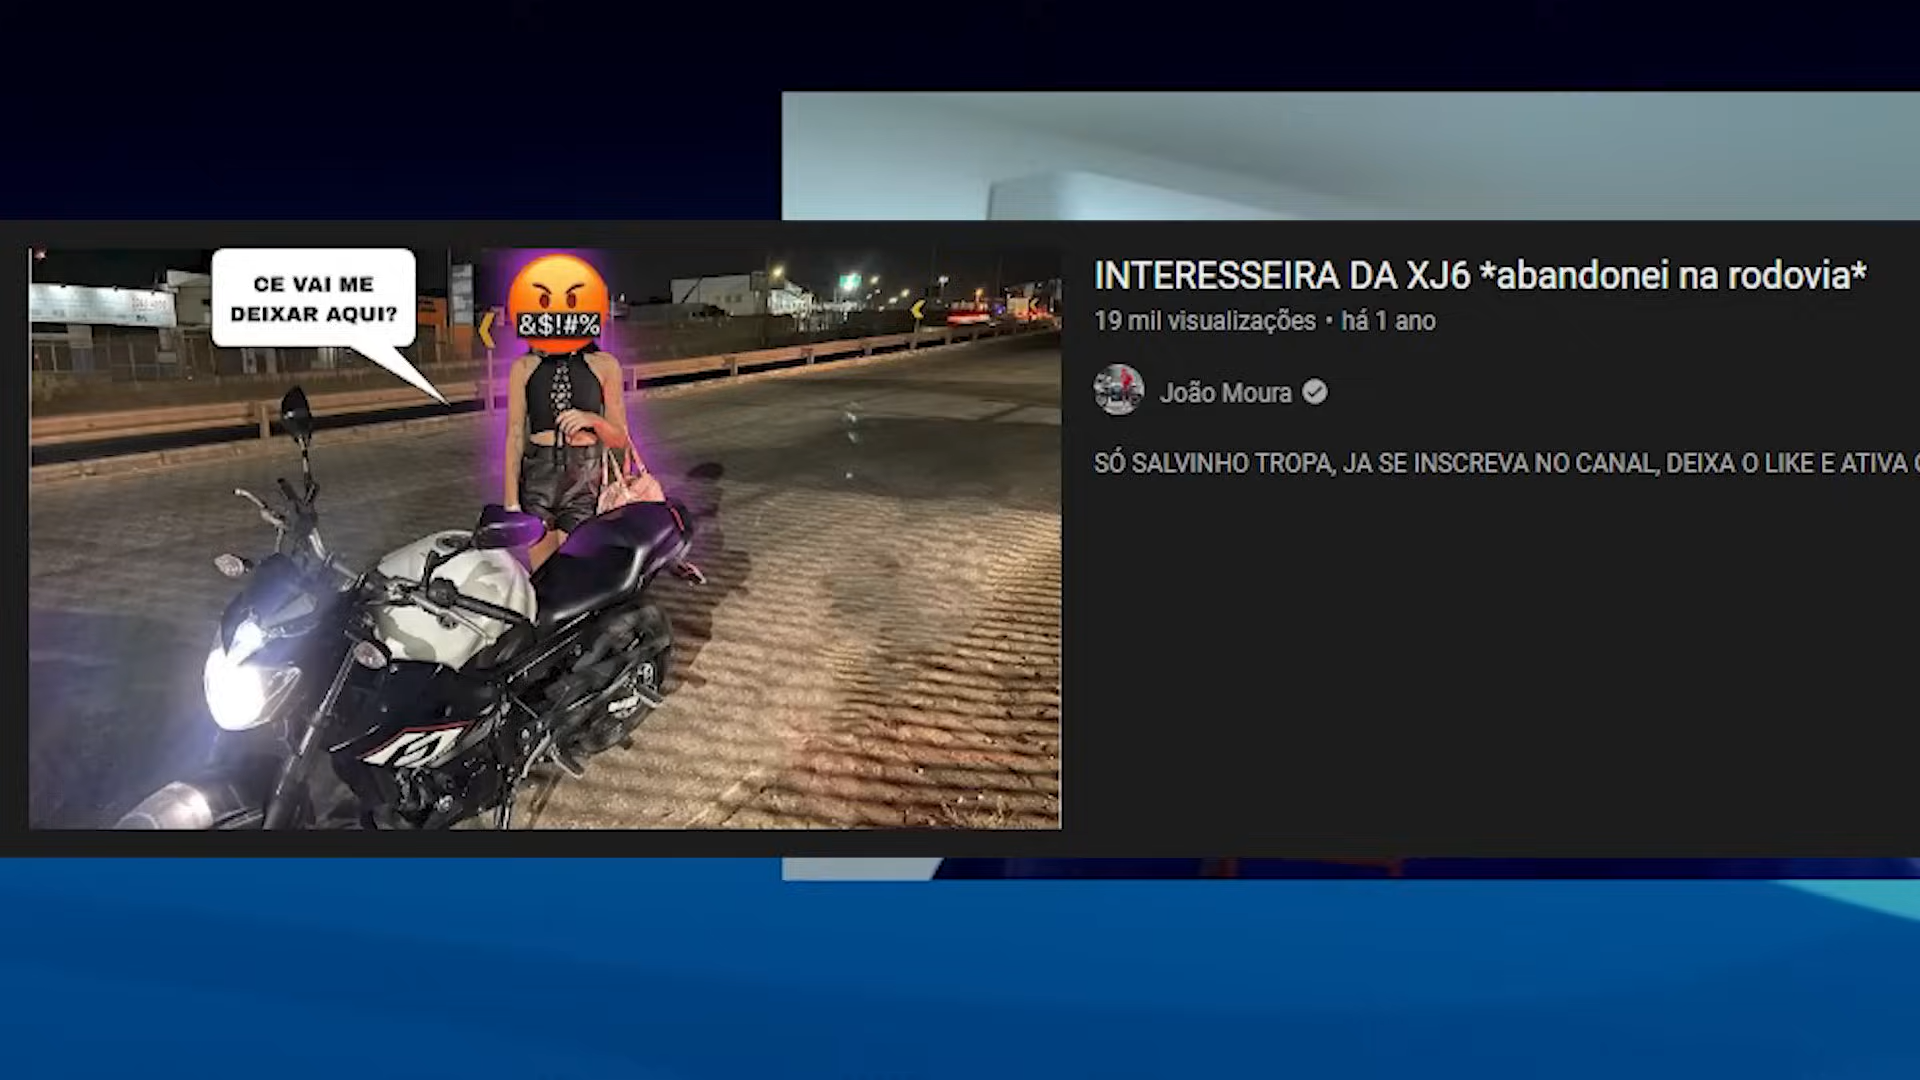 CE VAI ME
DEIXAR AQUI?
&$!#%
INTERESSEIRA DA XJ6 *abandonei na rodovia*
19 mil visualizações • há 1 ano
João Moura
SÓ SALVINHO TROPA, JA SE INSCREVA NO CANAL, DEIXA O LIKE E ATIVA